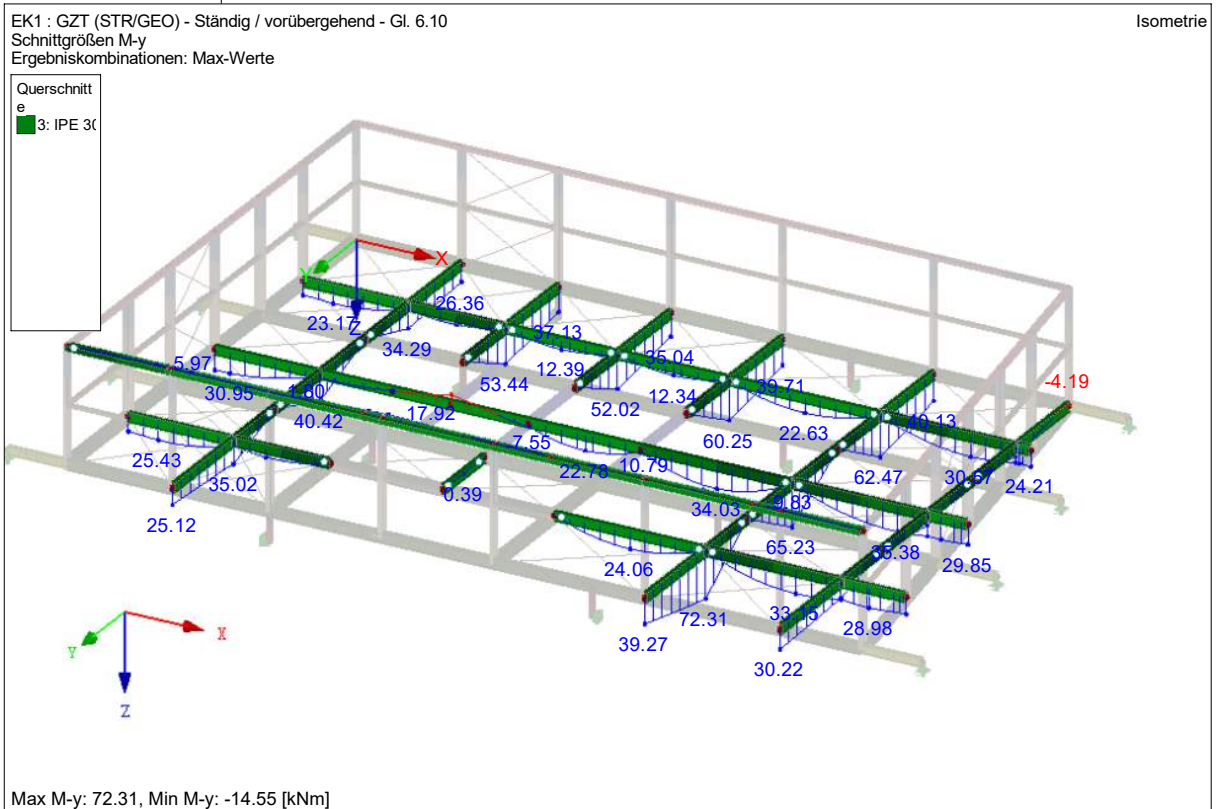 EK1 : GZT (STR/GEO) - Ständig / vorübergehend - Gl. 6.10
Isometrie
Schnittgrößen M-y
Ergebniskombinationen: Max-Werte
Querschnitt
e
3: IPE 30
X
Y
Z
26.36
23.17
34.29
37.13
12.39
53.44
35.04
12.34
52.02
39.71
60.25
22.63
40.13
-4.19
62.47
30.67
24.21
5.97
30.95
1.80
40.42
17.92
7.55
22.78
10.79
34.03
9.83
65.23
35.38
29.85
25.43
35.02
25.12
0.39
24.06
72.31
39.27
33.15
28.98
30.22
X
Y
Z
Max M-y: 72.31, Min M-y: -14.55 [kNm]